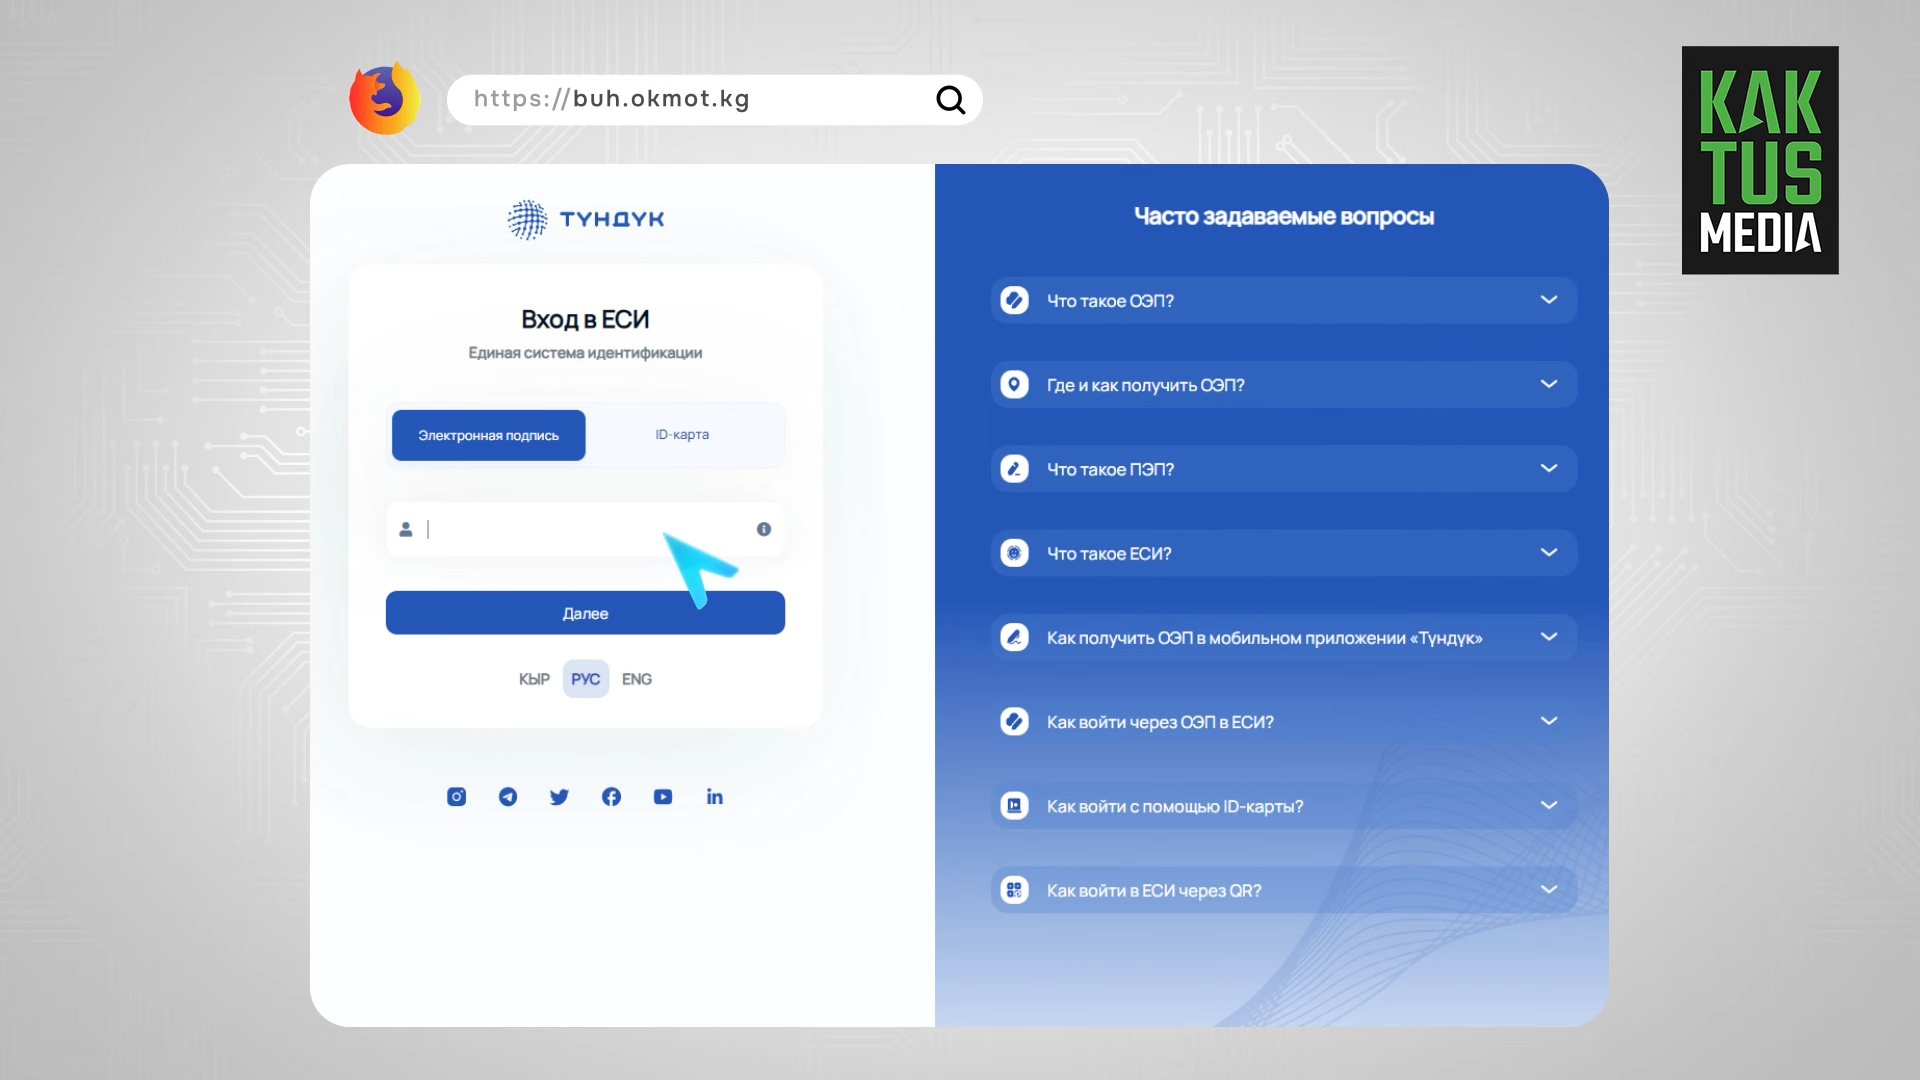 https://buh.okmot.kg
KAK
TUS
MEDIA
ТҮНДҮК
Вход в ЕСИ
Единая система идентификации
Электронная подпись
ID-карта
Далее
КЫР
РУС
ENG
Часто задаваемые вопросы
Что такое ОЭП?
Где и как получить ОЭП?
Что такое ПЭП?
Что такое ЕСИ?
Как получить ОЭП в мобильном приложении «Түндүк»
Как войти через ОЭП в ЕСИ?
Как войти с помощью ID-карты?
Как войти в ЕСИ через QR?